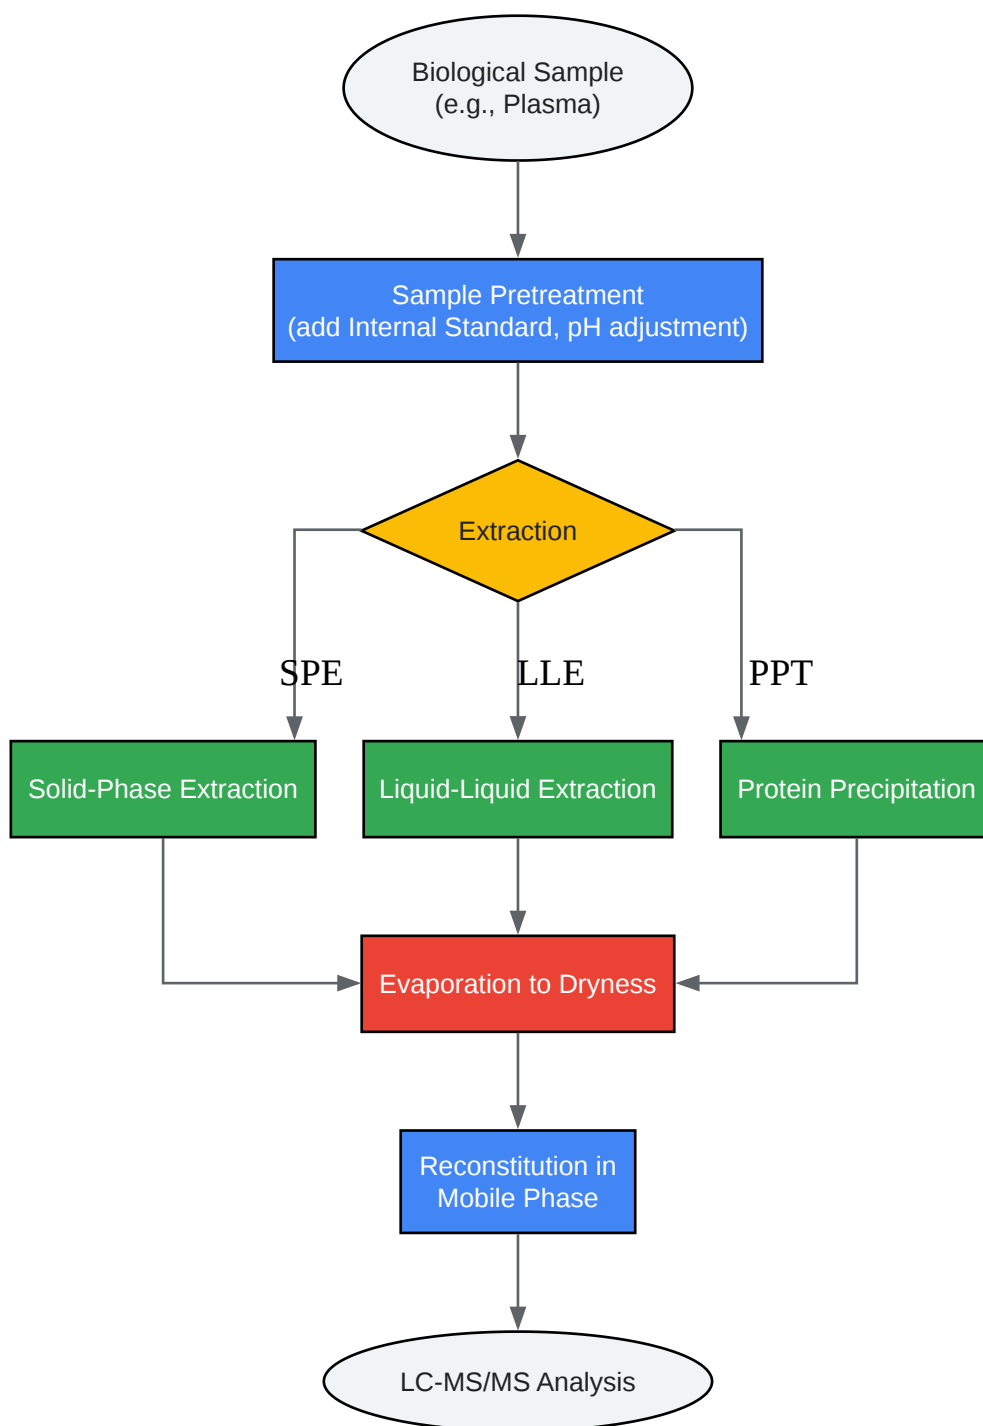 Biological Sample
(e.g., Plasma)
Sample Pretreatment
(add Internal Standard, pH adjustment)
Extraction
SPE
LLE
PPT
Solid-Phase Extraction
Liquid-Liquid Extraction
Protein Precipitation
Evaporation to Dryness
Reconstitution in
Mobile Phase
LC-MS/MS Analysis